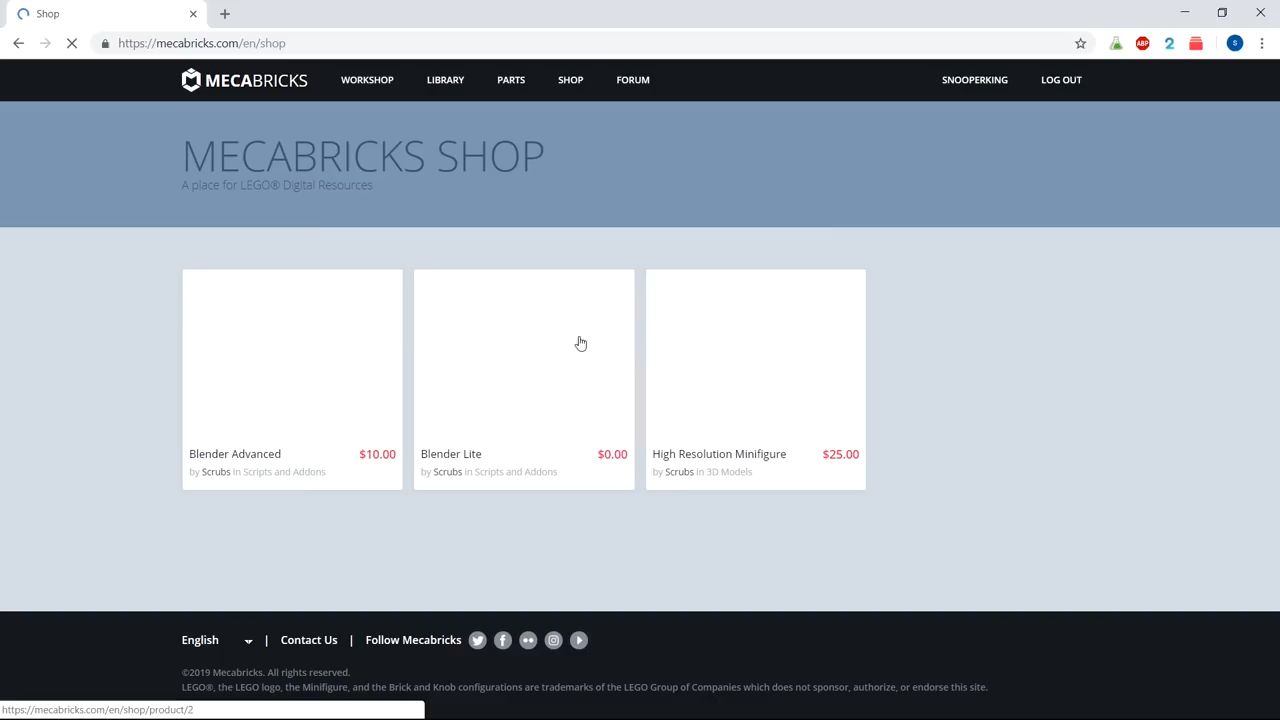 Shop
https://mecabricks.com/en/shop
ABP
2
S
MECABRICKS
WORKSHOP
LIBRARY
PARTS
SHOP
FORUM
SNOOPERKING
LOG OUT
MECABRICKS SHOP
A place for LEGO® Digital Resources
Blender Advanced $10.00
by Scrubs in Scripts and Addons
Blender Lite $0.00
by Scrubs in Scripts and Addons
High Resolution Minifigure $25.00
by Scrubs in 3D Models
English | Contact Us | Follow Mecabricks
©2019 Mecabricks. All rights reserved.
LEGO®, the LEGO logo, the Minifigure, and the Brick and Knob configurations are trademarks of the LEGO Group of Companies which does not sponsor, authorize, or endorse this site.
https://mecabricks.com/en/shop/product/2